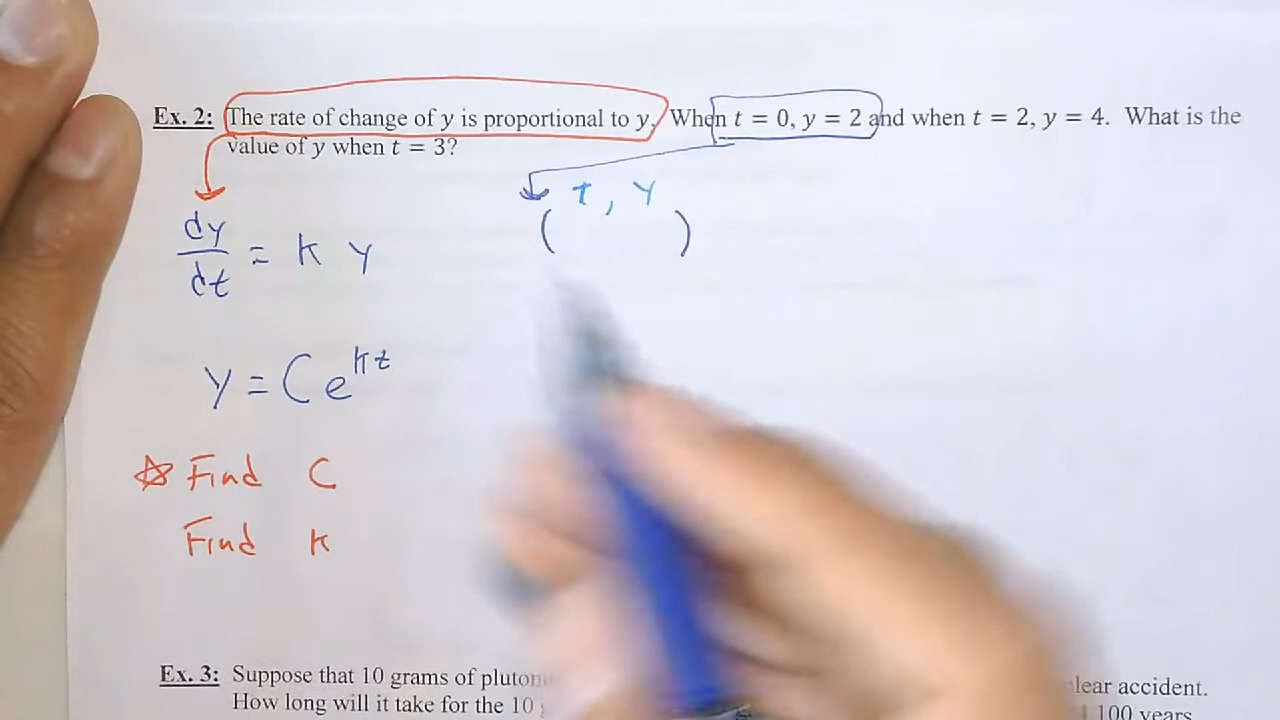 Ex. 2: The rate of change of y is proportional to y. When t = 0, y = 2 and when t = 2, y = 4. What is the
value of y when t = 3?
t, y
( )
dy/dt = k y
y = Ce^kt
☆ Find C
Find k
Ex. 3: Suppose that 10 grams of lear accident.
How long will it take for the 10 100 years